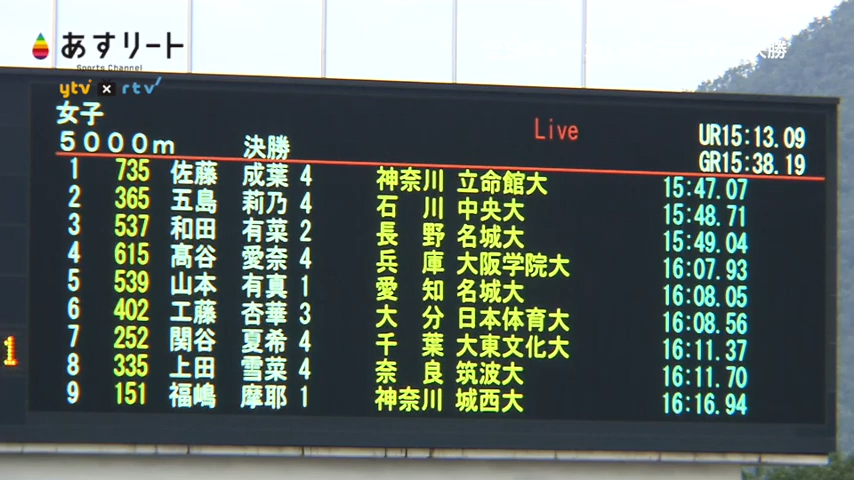 あすリート
Sports Channel
ytv x rtv
勝
女子
5000m 決勝 Live UR15:13.09
GR15:38.19
1 735 佐藤 成葉 4 神奈川 立命館大 15:47.07
2 365 五島 莉乃 4 石川 中央大 15:48.71
3 537 和田 有菜 2 長野 名城大 15:49.04
4 615 髙谷 愛奈 4 兵庫 大阪学院大 16:07.93
5 539 山本 有真 1 愛知 名城大 16:08.05
6 402 工藤 杏華 3 大分 日本体育大 16:08.56
7 252 関谷 夏希 4 千葉 大東文化大 16:11.37
8 335 上田 雪菜 4 奈良 筑波大 16:11.70
9 151 福嶋 摩耶 1 神奈川 城西大 16:16.94
1